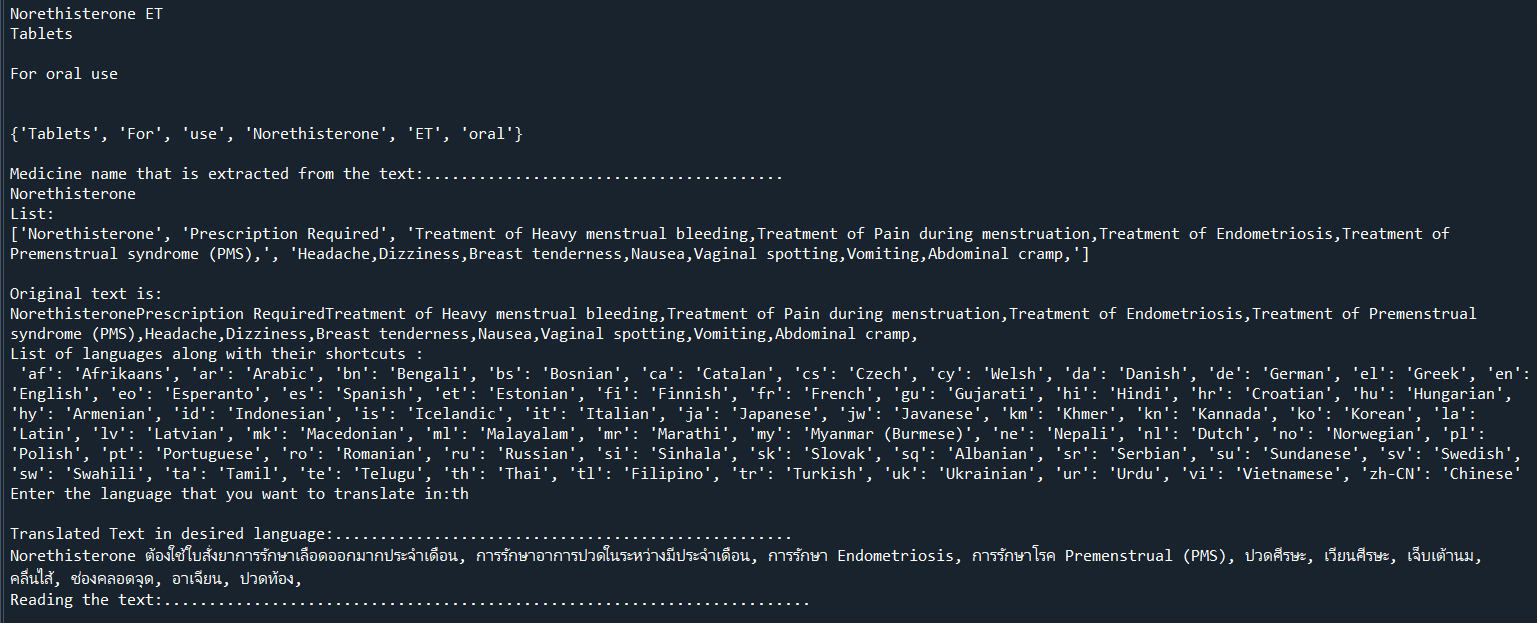 Norethisterone ET
Tablets
For oral use
{'Tablets', 'For', 'use', 'Norethisterone', 'ET', 'oral'}
Medicine name that is extracted from the text:........................................
Norethisterone
List:
['Norethisterone', 'Prescription Required', 'Treatment of Heavy menstrual bleeding,Treatment of Pain during menstruation,Treatment of Endometriosis,Treatment of
Premenstrual syndrome (PMS),', 'Headache,Dizziness,Breast tenderness,Nausea,Vaginal spotting,Vomiting,Abdominal cramp,']
Original text is:
NorethisteronePrescription RequiredTreatment of Heavy menstrual bleeding,Treatment of Pain during menstruation,Treatment of Endometriosis,Treatment of Premenstrual
syndrome (PMS),Headache,Dizziness,Breast tenderness,Nausea,Vaginal spotting,Vomiting,Abdominal cramp,
List of languages along with their shortcuts :
'af': 'Afrikaans', 'ar': 'Arabic', 'bn': 'Bengali', 'bs': 'Bosnian', 'ca': 'Catalan', 'cs': 'Czech', 'cy': 'Welsh', 'da': 'Danish', 'de': 'German', 'el': 'Greek', 'en':
'English', 'eo': 'Esperanto', 'es': 'Spanish', 'et': 'Estonian', 'fi': 'Finnish', 'fr': 'French', 'gu': 'Gujarati', 'hi': 'Hindi', 'hr': 'Croatian', 'hu': 'Hungarian',
'hy': 'Armenian', 'id': 'Indonesian', 'is': 'Icelandic', 'it': 'Italian', 'ja': 'Japanese', 'jw': 'Javanese', 'km': 'Khmer', 'kn': 'Kannada', 'ko': 'Korean', 'la':
'Latin', 'lv': 'Latvian', 'mk': 'Macedonian', 'ml': 'Malayalam', 'mr': 'Marathi', 'my': 'Myanmar (Burmese)', 'ne': 'Nepali', 'nl': 'Dutch', 'no': 'Norwegian', 'pl':
'Polish', 'pt': 'Portuguese', 'ro': 'Romanian', 'ru': 'Russian', 'si': 'Sinhala', 'sk': 'Slovak', 'sq': 'Albanian', 'sr': 'Serbian', 'su': 'Sundanese', 'sv': 'Swedish',
'sw': 'Swahili', 'ta': 'Tamil', 'te': 'Telugu', 'th': 'Thai', 'tl': 'Filipino', 'tr': 'Turkish', 'uk': 'Ukrainian', 'ur': 'Urdu', 'vi': 'Vietnamese', 'zh-CN': 'Chinese'
Enter the language that you want to translate in:th
Translated Text in desired language:...................................................
Norethisterone ต้องใช้ใบสั่งยาการรักษาเลือดออกมากประจำเดือน, การรักษาอาการปวดในระหว่างมีประจำเดือน, การรักษา Endometriosis, การรักษาโรค Premenstrual (PMS), ปวดศีรษะ, เวียนศีรษะ, เจ็บเต้านม,
คลื่นไส้, ช่องคลอดจุด, อาเจียน, ปวดท้อง,
Reading the text:........................................................................